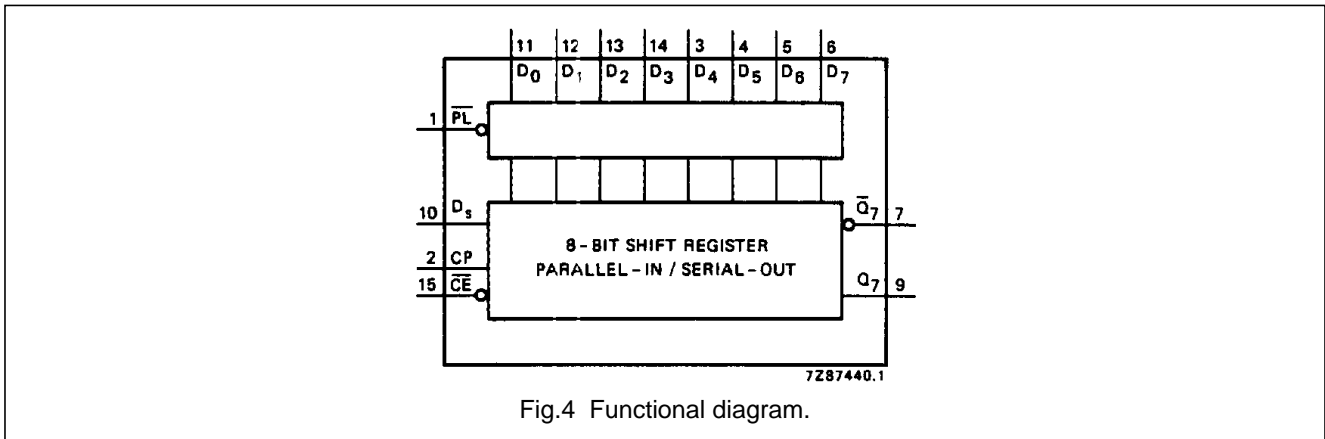 11 12 13 14 3 4 5 6
D0 D1 D2 D3 D4 D5 D6 D7
1 P̅L̅
10 Ds
Q̅7 7
8-BIT SHIFT REGISTER
2 CP
PARALLEL-IN / SERIAL-OUT
15 C̅E̅
Q7 9
7Z87440.1
Fig.4 Functional diagram.